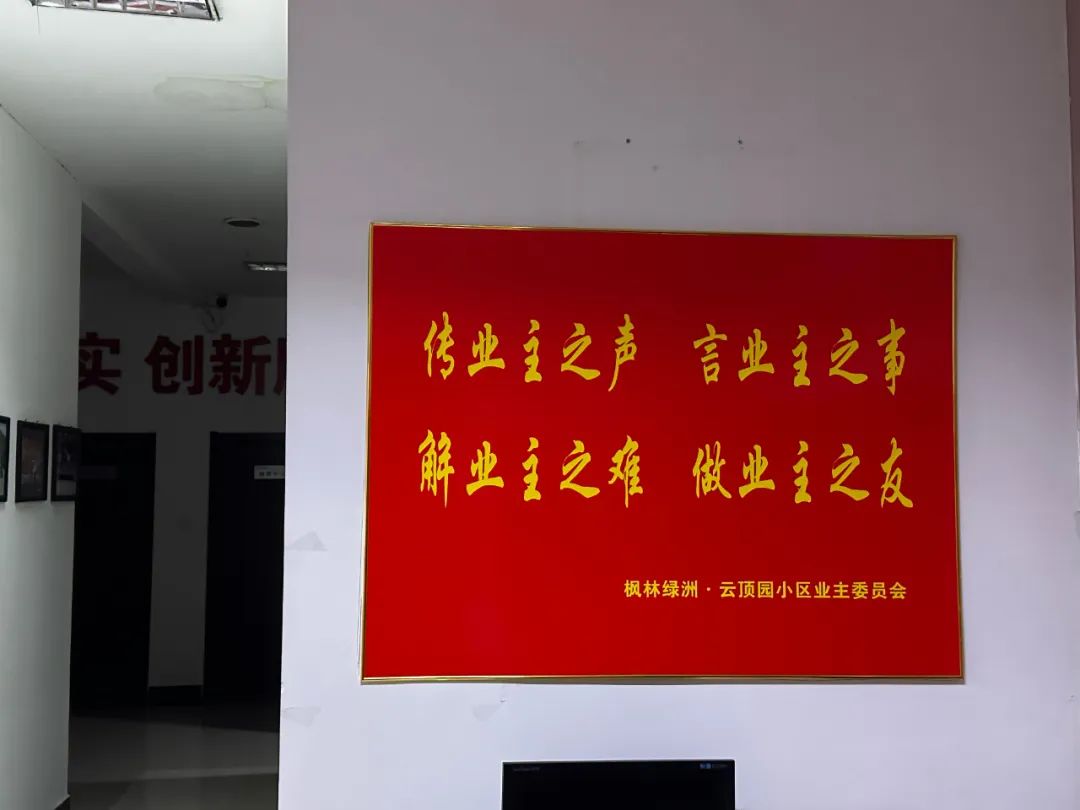 实 创新
传业主之声 言业主之事
解业主之难 做业主之友
枫林绿洲·云顶园小区业主委员会